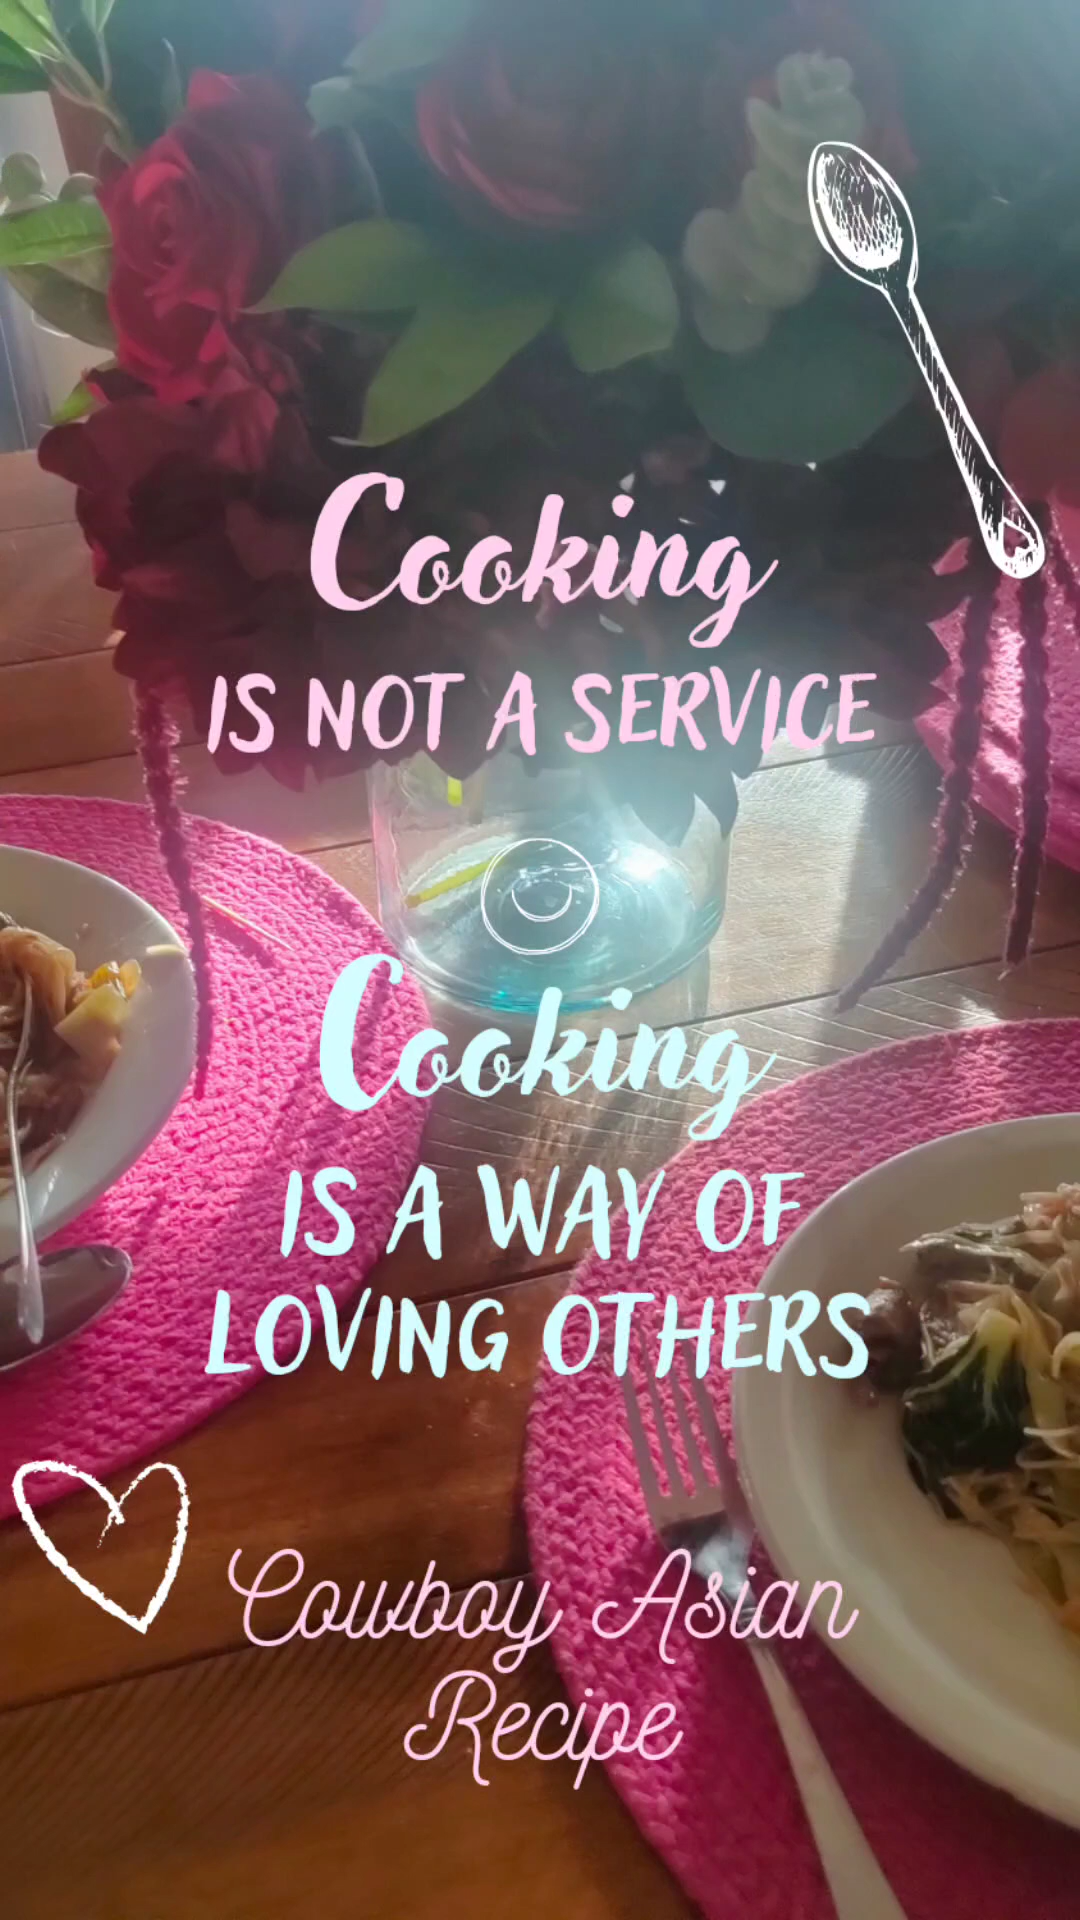 Cooking
IS NOT A SERVICE
Cooking
IS A WAY OF
LOVING OTHERS
Cowboy Asian
Recipe